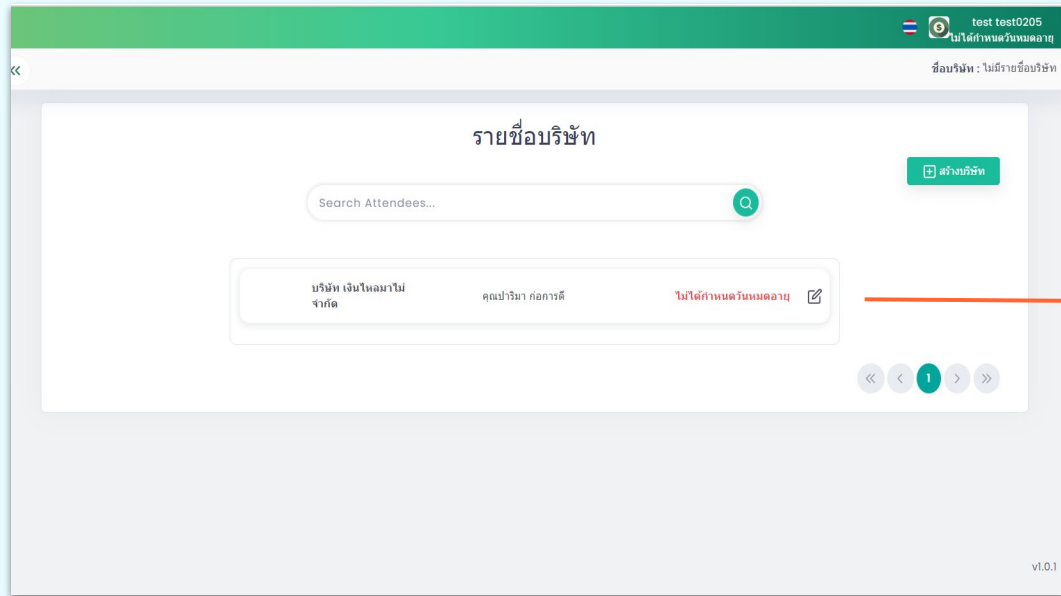 test test0205
ไม่ได้กำหนดวันหมดอายุ
ชื่อบริษัท : ไม่มีรายชื่อบริษัท
รายชื่อบริษัท
สร้างบริษัท
Search Attendees...
บริษัท เงินไหลมาไม่
จำกัด
คุณปาริมา ก่อการดี
ไม่ได้กำหนดวันหมดอายุ
1
v1.0.1